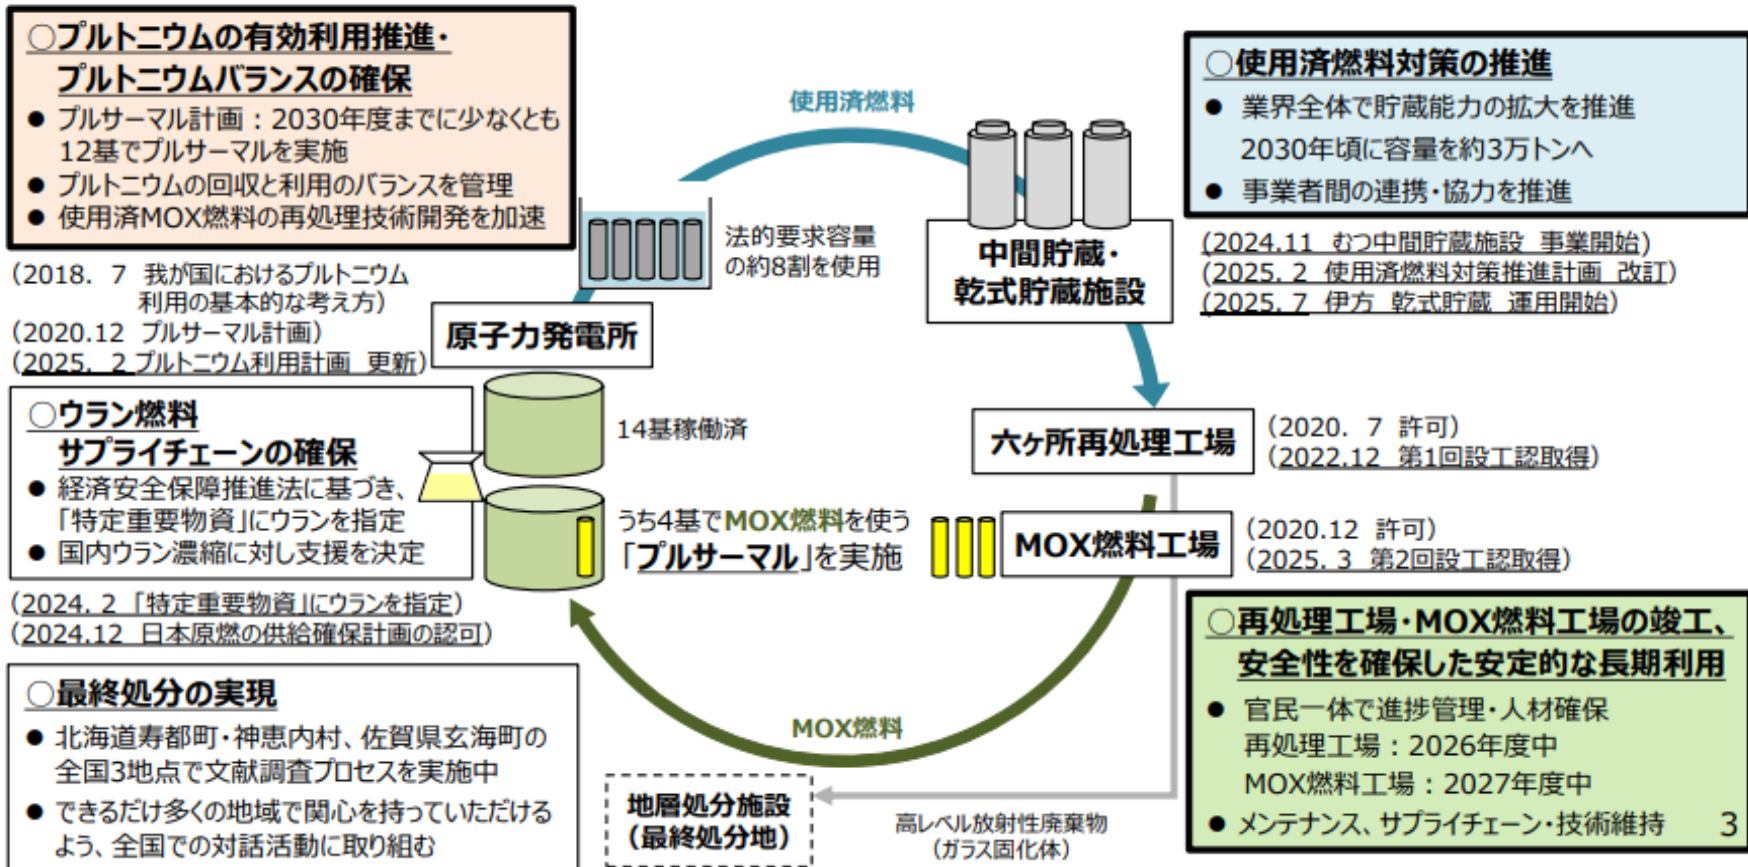 ○プルトニウムの有効利用推進・
プルトニウムバランスの確保
● プルサーマル計画：2030年度までに少なくとも
12基でプルサーマルを実施
● プルトニウムの回収と利用のバランスを管理
● 使用済MOX燃料の再処理技術開発を加速
(2018. 7 我が国におけるプルトニウム
利用の基本的な考え方)
(2020.12 プルサーマル計画)
(2025. 2 プルトニウム利用計画 更新)
○ウラン燃料
サプライチェーンの確保
● 経済安全保障推進法に基づき、
「特定重要物資」にウランを指定
● 国内ウラン濃縮に対し支援を決定
(2024. 2 「特定重要物資」にウランを指定)
(2024.12 日本原燃の供給確保計画の認可)
○最終処分の実現
● 北海道寿都町・神恵内村、佐賀県玄海町の
全国3地点で文献調査プロセスを実施中
● できるだけ多くの地域で関心を持っていただける
よう、全国での対話活動に取り組む
使用済燃料
法的要求容量
の約8割を使用
原子力発電所
14基稼働済
うち4基でMOX燃料を使う
「プルサーマル」を実施
MOX燃料
地層処分施設
（最終処分地）
高レベル放射性廃棄物
（ガラス固化体）
中間貯蔵・
乾式貯蔵施設
六ヶ所再処理工場
(2020. 7 許可)
(2022.12 第1回設工認取得)
MOX燃料工場
(2020.12 許可)
(2025. 3 第2回設工認取得)
○使用済燃料対策の推進
● 業界全体で貯蔵能力の拡大を推進
2030年頃に容量を約3万トンへ
● 事業者間の連携・協力を推進
(2024.11 むつ中間貯蔵施設 事業開始)
(2025. 2 使用済燃料対策推進計画 改訂)
(2025. 7 伊方 乾式貯蔵 運用開始)
○再処理工場・MOX燃料工場の竣工、
安全性を確保した安定的な長期利用
● 官民一体で進捗管理・人材確保
再処理工場：2026年度中
MOX燃料工場：2027年度中
● メンテナンス、サプライチェーン・技術維持
3